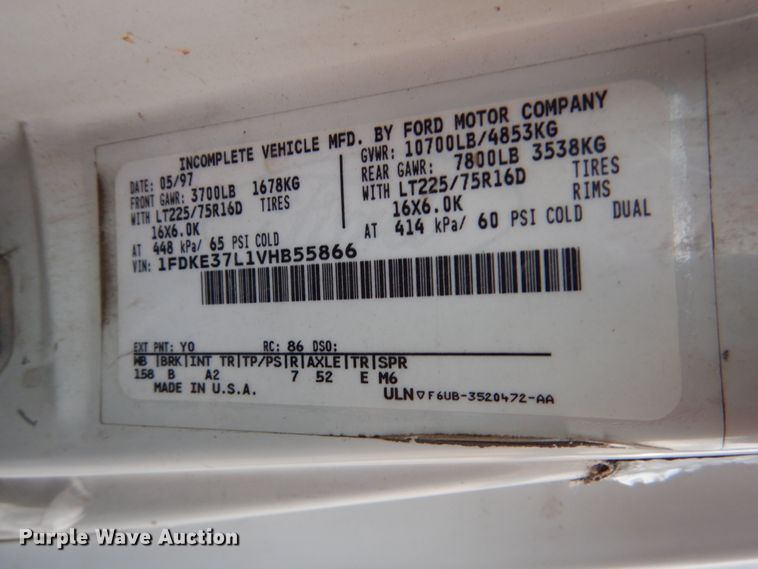 INCOMPLETE VEHICLE MFD. BY FORD MOTOR COMPANY
DATE: 05/97
FRONT GAWR: 3700LB 1678KG
WITH LT225/75R16D TIRES
16X6.0K
AT 448 kPa/ 65 PSI COLD
GVWR: 10700LB/4853KG
REAR GAWR: 7800LB 3538KG
WITH LT225/75R16D TIRES
16X6.0K RIMS
AT 414 kPa/ 60 PSI COLD DUAL
VIN: 1FDKE37L1VHB55866
EXT PNT: YO RC: 86 DSO:
WB |BRK|INT TR|TP/PS|R|AXLE|TR|SPR
158 B A2 7 52 E M6
MADE IN U.S.A.
ULN ▽ F6UB-3520472-AA
Purple Wave Auction